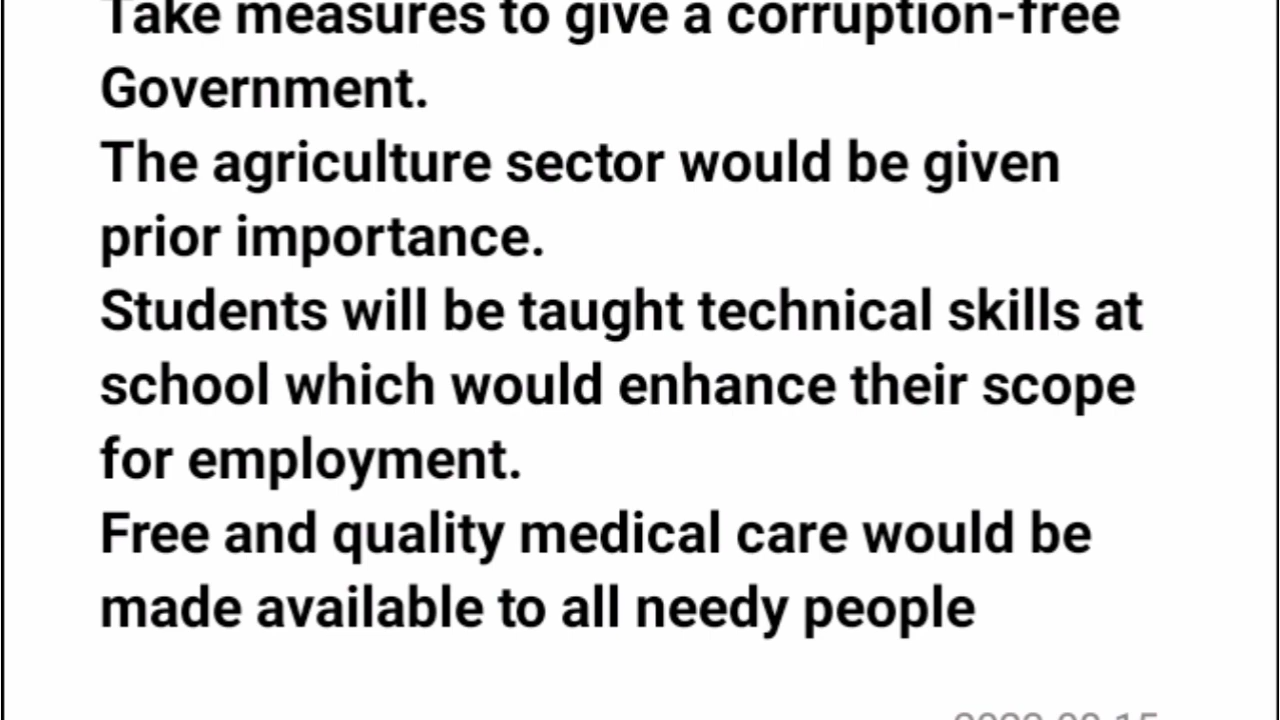 Take measures to give a corruption-free
Government.
The agriculture sector would be given
prior importance.
Students will be taught technical skills at
school which would enhance their scope
for employment.
Free and quality medical care would be
made available to all needy people